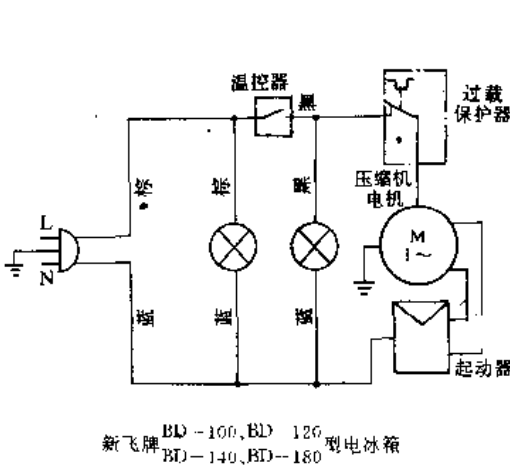 温控器
黑
过载
保护器
棕
棕
黑
压缩机
电机
L
N
M
1~
蓝
蓝
蓝
起动器
新飞牌BD-100、BD-120
BD-140、BD-180型电冰箱